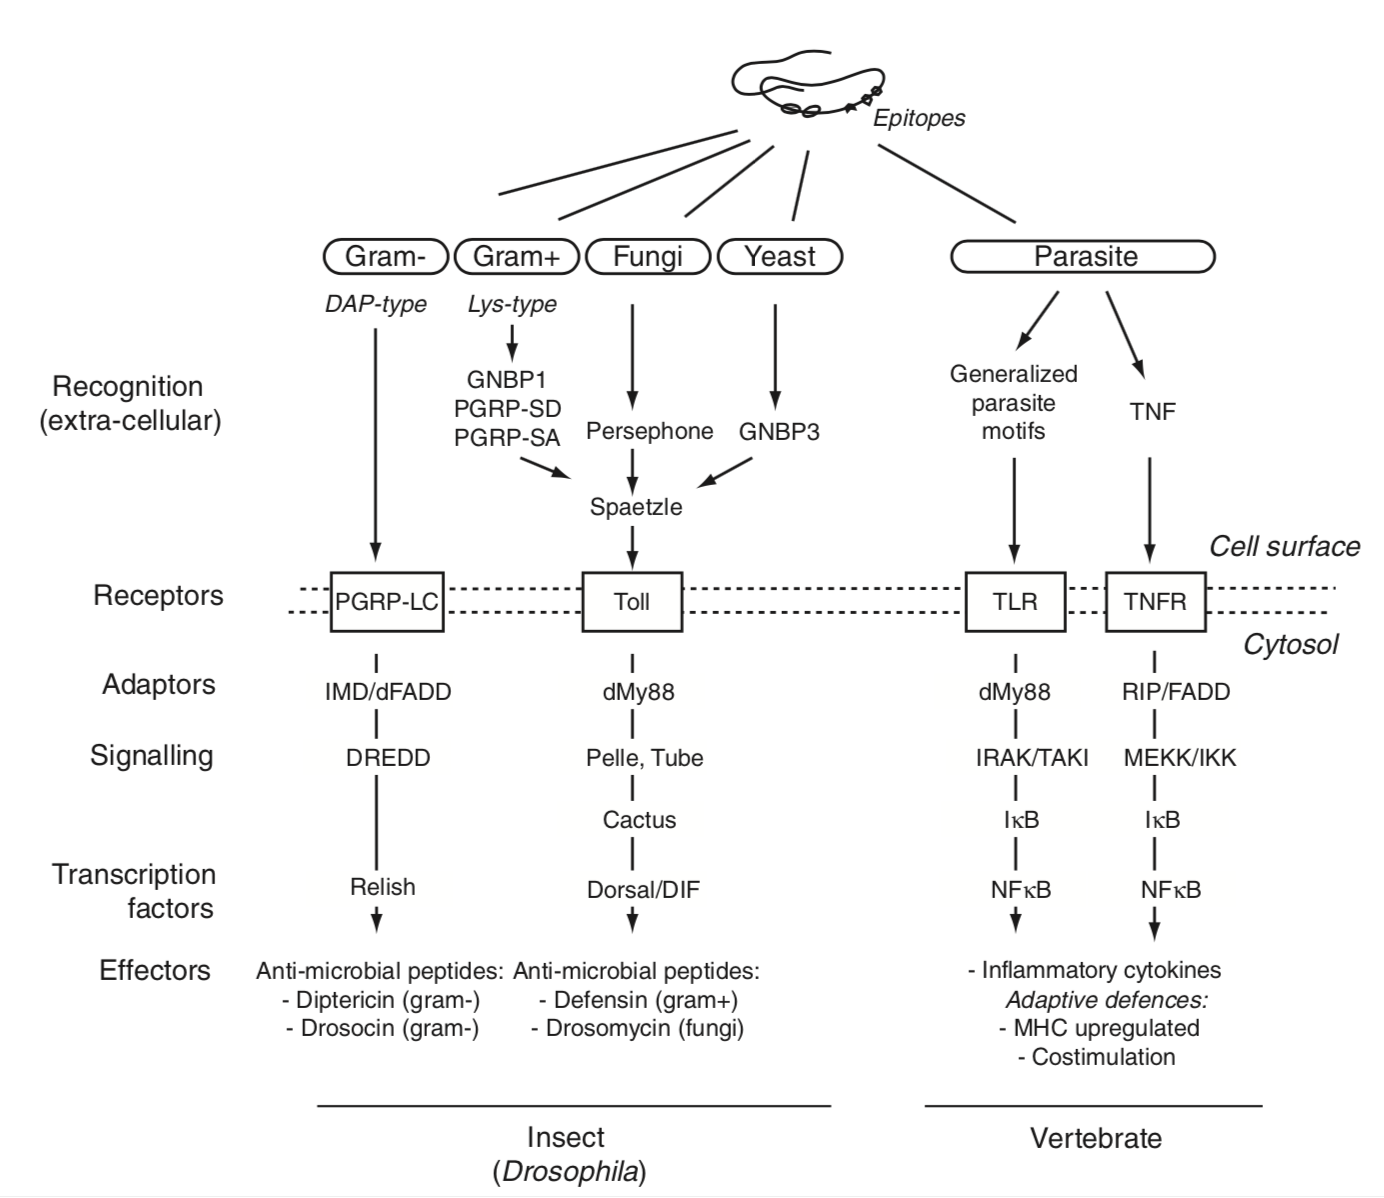 Epitopes
Gram- Gram+ Fungi Yeast Parasite
DAP-type Lys-type
Recognition
(extra-cellular)
GNBP1
PGRP-SD
PGRP-SA
Persephone
GNBP3
Generalized
parasite
motifs
TNF
Spaetzle
Cell surface
Receptors PGRP-LC Toll TLR TNFR
Cytosol
Adaptors IMD/dFADD dMy88 dMy88 RIP/FADD
Signalling DREDD Pelle, Tube IRAK/TAKI MEKK/IKK
Cactus IκB IκB
Transcription
factors
Relish Dorsal/DIF NFκB NFκB
Effectors
Anti-microbial peptides:
- Diptericin (gram-)
- Drosocin (gram-)
Anti-microbial peptides:
- Defensin (gram+)
- Drosomycin (fungi)
- Inflammatory cytokines
Adaptive defences:
- MHC upregulated
- Costimulation
Insect
(Drosophila)
Vertebrate